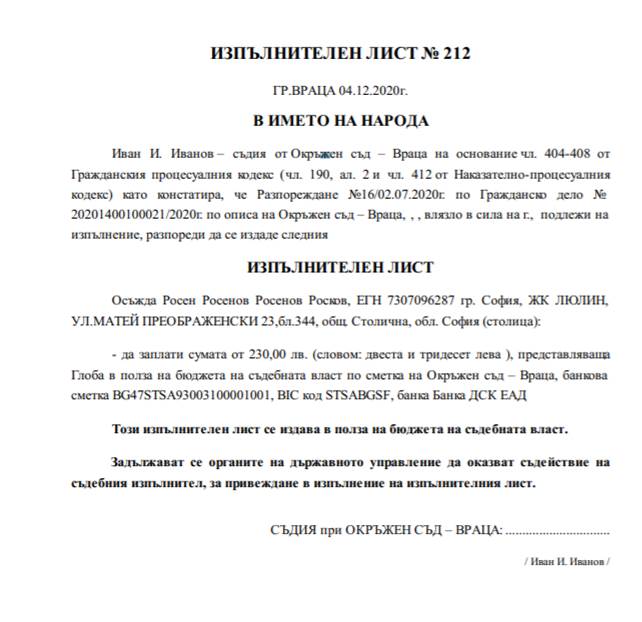 ИЗПЪЛНИТЕЛЕН ЛИСТ № 212
ГР.ВРАЦА 04.12.2020г.
В ИМЕТО НА НАРОДА
Иван И. Иванов – съдия от Окръжен съд – Враца на основание чл. 404-408 от
Гражданския процесуалния кодекс (чл. 190, ал. 2 и чл. 412 от Наказателно-процесуалния
кодекс) като констатира, че Разпореждане №16/02.07.2020г. по Гражданско дело №
20201400100021/2020г. по описа на Окръжен съд – Враца, , , влязло в сила на г., подлежи на
изпълнение, разпореди да се издаде следния
ИЗПЪЛНИТЕЛЕН ЛИСТ
Осъжда Росен Росенов Росенов Росков, ЕГН 7307096287 гр. София, ЖК ЛЮЛИН,
УЛ.МАТЕЙ ПРЕОБРАЖЕНСКИ 23,бл.344, общ. Столична, обл. София (столица):
- да заплати сумата от 230,00 лв. (словом: двеста и тридесет лева ), представляваща
Глоба в полза на бюджета на съдебната власт по сметка на Окръжен съд – Враца, банкова
сметка BG47STSA93003100001001, BIC код STSABGSF, банка Банка ДСК ЕАД
Този изпълнителен лист се издава в полза на бюджета на съдебната власт.
Задължават се органите на държавното управление да оказват съдействие на
съдебния изпълнител, за привеждане в изпълнение на изпълнителния лист.
СЪДИЯ при ОКРЪЖЕН СЪД – ВРАЦА: ...............................
/ Иван И. Иванов /